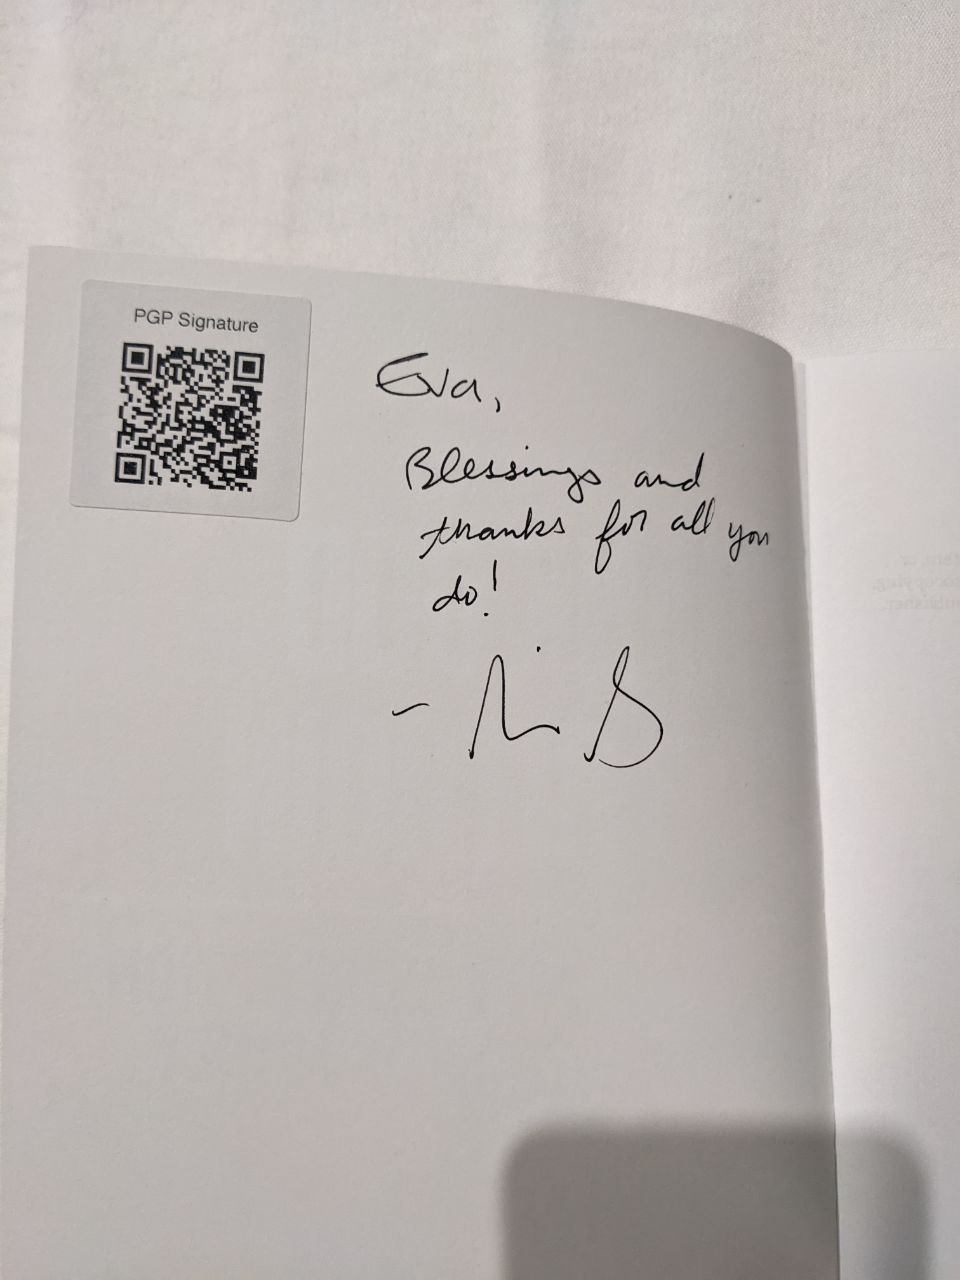 PGP Signature
Eva,
Blessings and
thanks for all you
do!